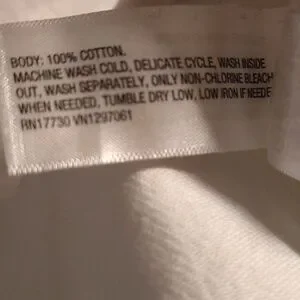 BODY: 100% COTTON.
MACHINE WASH COLD, DELICATE CYCLE, WASH INSIDE
OUT, WASH SEPARATELY, ONLY NON-CHLORINE BLEACH
WHEN NEEDED, TUMBLE DRY LOW, LOW IRON IF NEEDE
RN17730 VN1297061